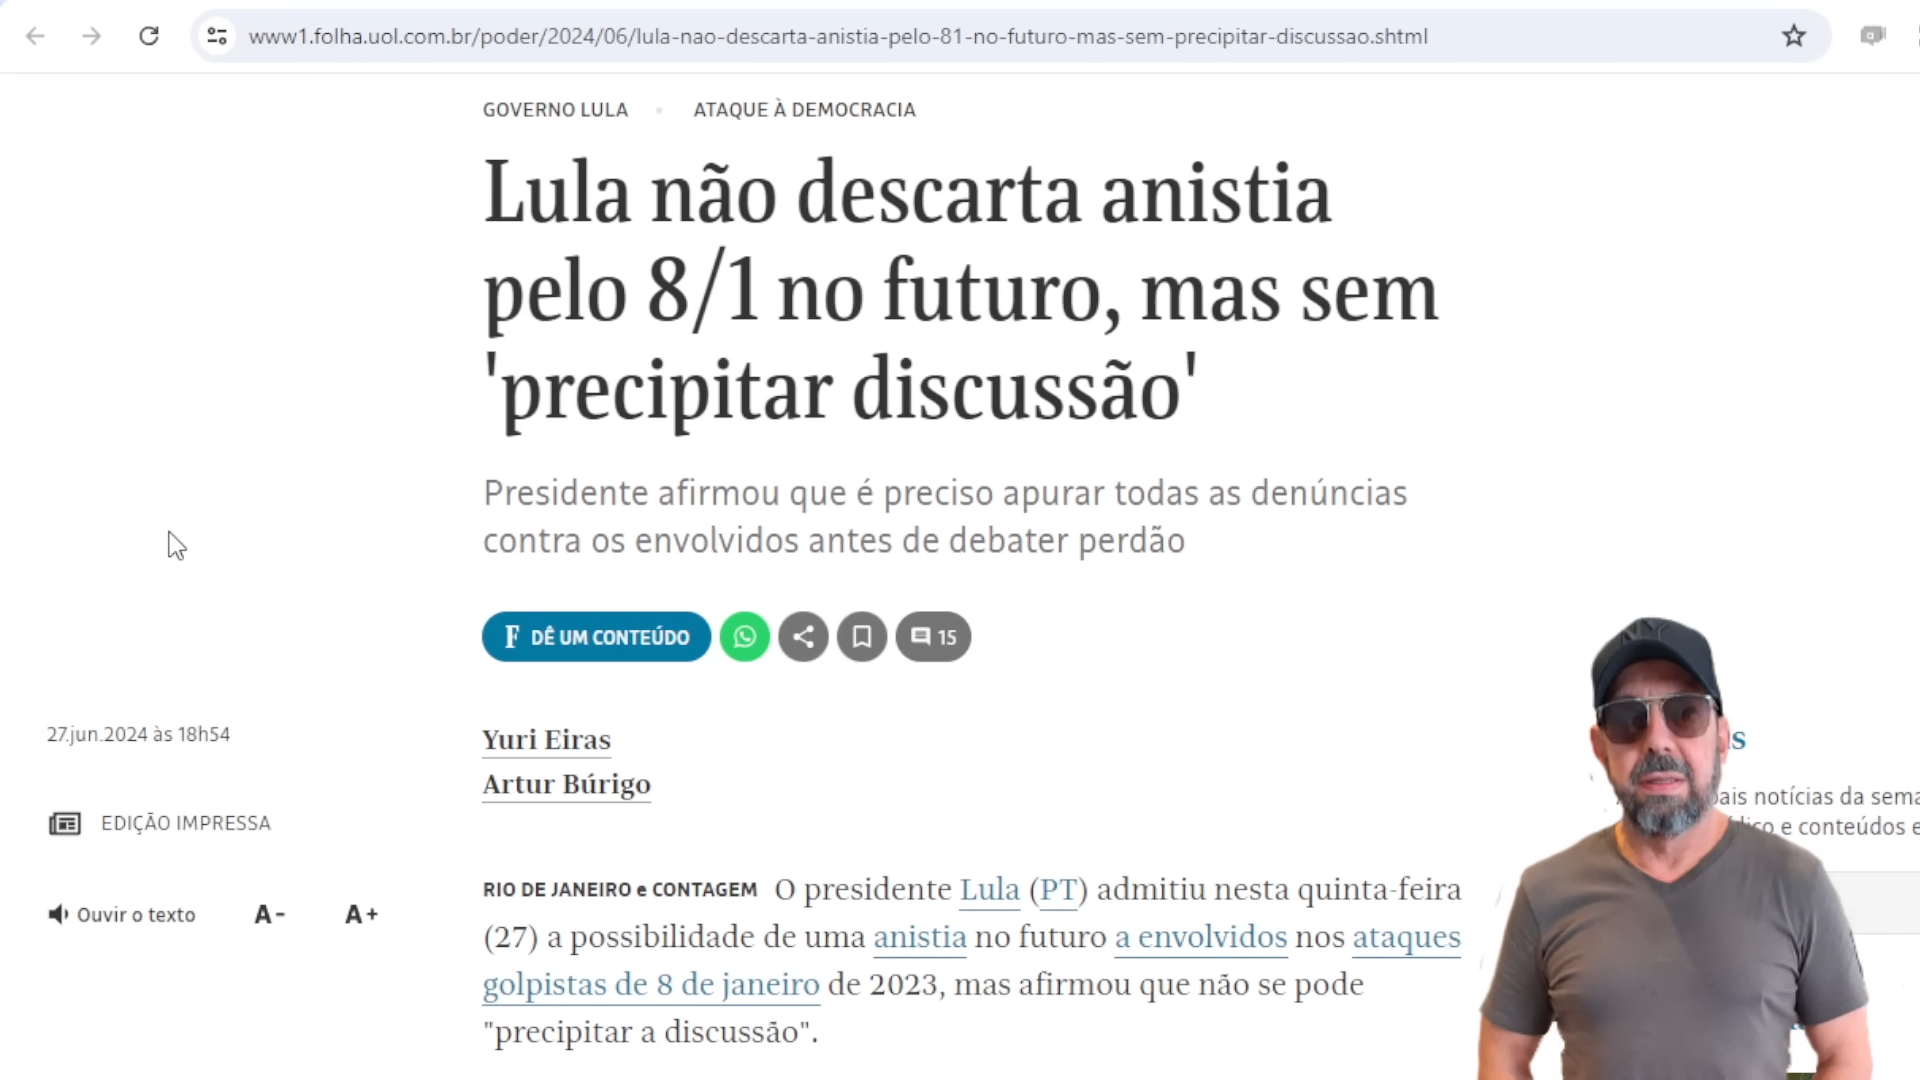 www1.folha.uol.com.br/poder/2024/06/lula-nao-descarta-anistia-pelo-81-no-futuro-mas-sem-precipitar-discussao.shtml
GOVERNO LULA • ATAQUE À DEMOCRACIA
Lula não descarta anistia
pelo 8/1 no futuro, mas sem
'precipitar discussão'
Presidente afirmou que é preciso apurar todas as denúncias
contra os envolvidos antes de debater perdão
F DÊ UM CONTEÚDO
15
27.jun.2024 às 18h54
EDIÇÃO IMPRESSA
Ouvir o texto A- A+
Yuri Eiras
Artur Búrigo
RIO DE JANEIRO e CONTAGEM O presidente Lula (PT) admitiu nesta quinta-feira
(27) a possibilidade de uma anistia no futuro a envolvidos nos ataques
golpistas de 8 de janeiro de 2023, mas afirmou que não se pode
"precipitar a discussão".
notícias da
e conteúdos